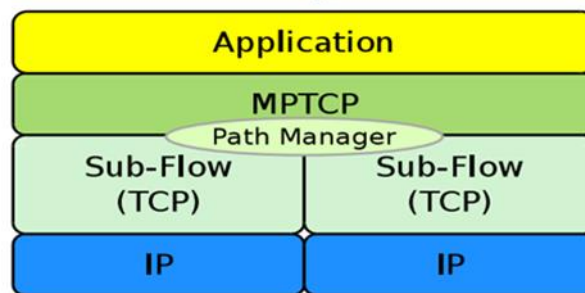 Application
MPTCP
Path Manager
Sub-Flow Sub-Flow
(TCP) (TCP)
IP IP